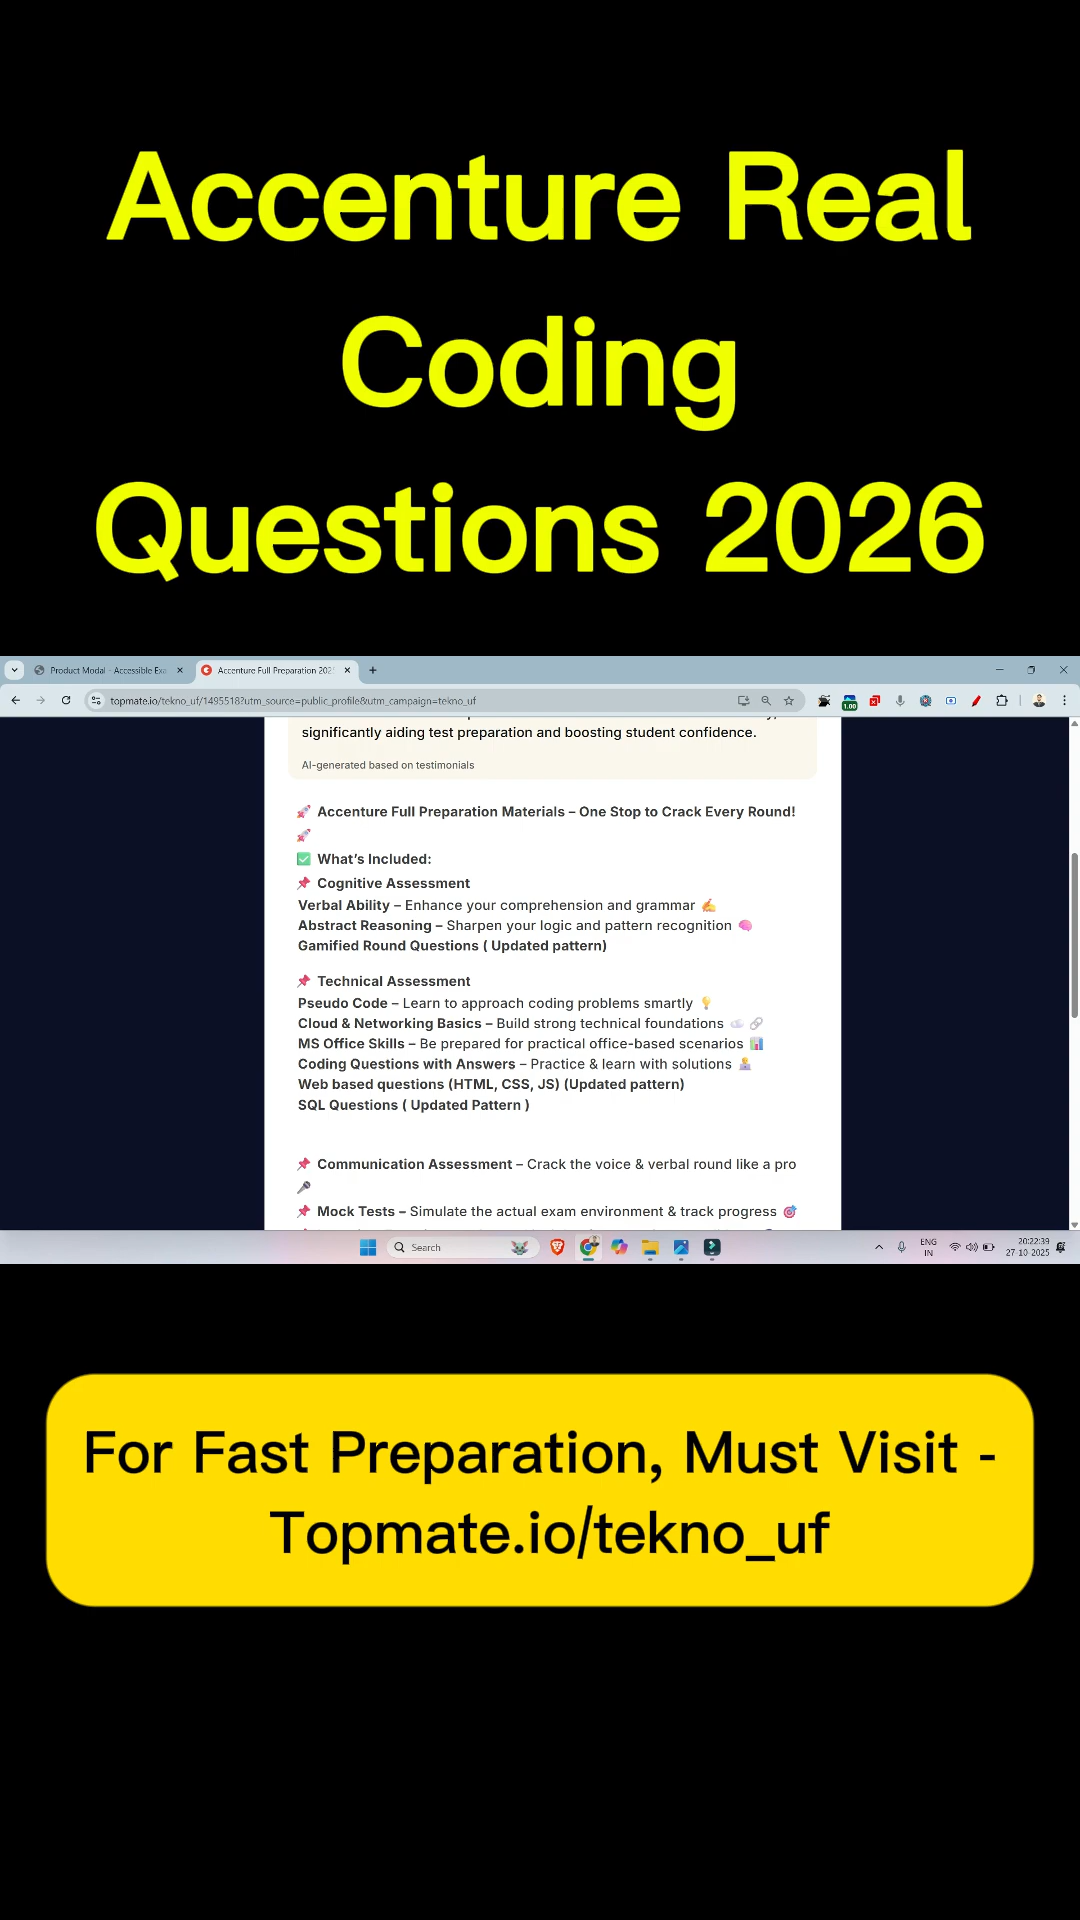 Accenture Real
Coding
Questions 2026
Product Modal - Accessible Exa
Accenture Full Preparation 202
topmate.io/tekno_uf/1495518?utm_source=public_profile&utm_campaign=tekno_uf
1.00
significantly aiding test preparation and boosting student confidence.
AI-generated based on testimonials
🚀 Accenture Full Preparation Materials – One Stop to Crack Every Round!
🚀
✅ What's Included:
📌 Cognitive Assessment
Verbal Ability – Enhance your comprehension and grammar ✍️
Abstract Reasoning – Sharpen your logic and pattern recognition 🧠
Gamified Round Questions ( Updated pattern)
📌 Technical Assessment
Pseudo Code – Learn to approach coding problems smartly 💡
Cloud & Networking Basics – Build strong technical foundations ☁️ 🔗
MS Office Skills – Be prepared for practical office-based scenarios 📊
Coding Questions with Answers – Practice & learn with solutions 🧑‍💻
Web based questions (HTML, CSS, JS) (Updated pattern)
SQL Questions ( Updated Pattern )
📌 Communication Assessment – Crack the voice & verbal round like a pro
🎤
📌 Mock Tests – Simulate the actual exam environment & track progress 🎯
Search
ENG
IN
20:22:39
27-10-2025
For Fast Preparation, Must Visit -
Topmate.io/tekno_uf